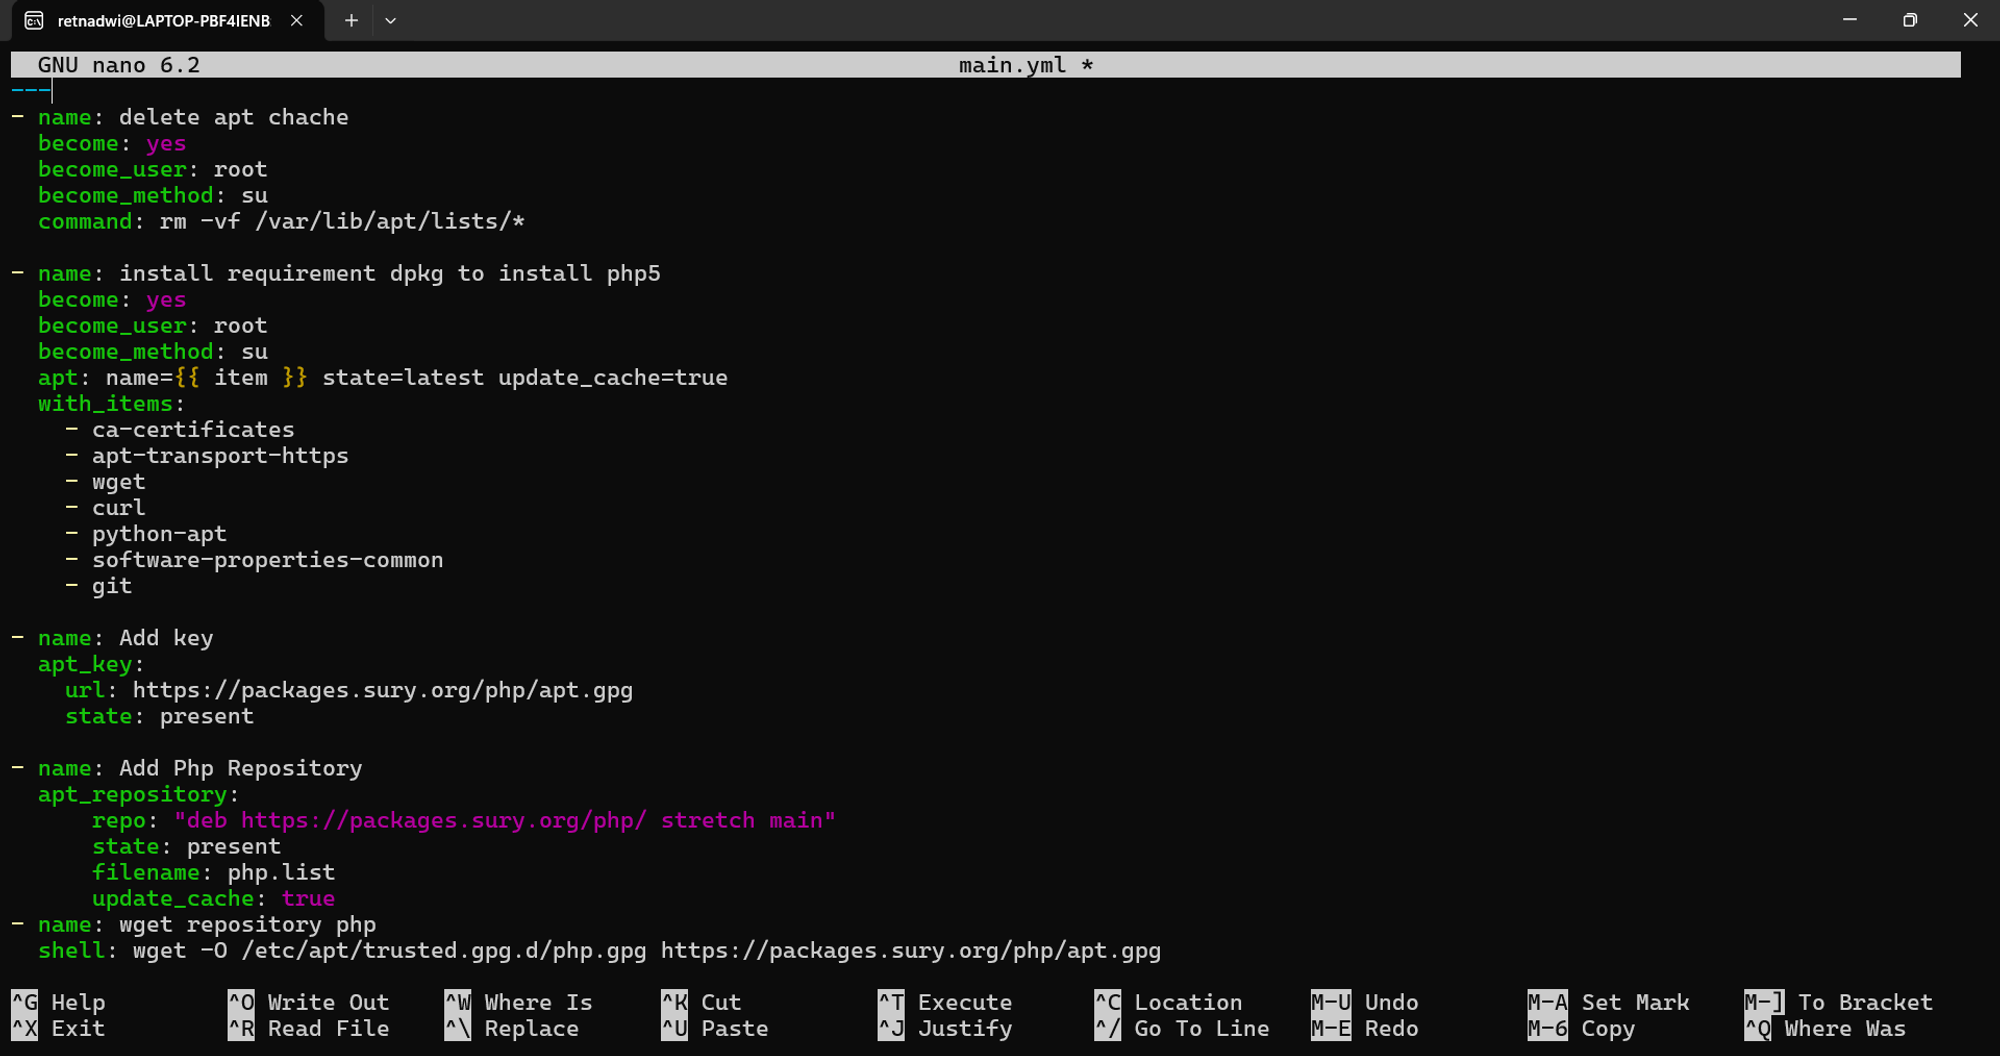 retnadwi@LAPTOP-PBF4IENB
GNU nano 6.2 main.yml *
---
- name: delete apt chache
  become: yes
  become_user: root
  become_method: su
  command: rm -vf /var/lib/apt/lists/*

- name: install requirement dpkg to install php5
  become: yes
  become_user: root
  become_method: su
  apt: name={{ item }} state=latest update_cache=true
  with_items:
    - ca-certificates
    - apt-transport-https
    - wget
    - curl
    - python-apt
    - software-properties-common
    - git

- name: Add key
  apt_key:
    url: https://packages.sury.org/php/apt.gpg
    state: present

- name: Add Php Repository
  apt_repository:
      repo: "deb https://packages.sury.org/php/ stretch main"
      state: present
      filename: php.list
      update_cache: true
- name: wget repository php
  shell: wget -O /etc/apt/trusted.gpg.d/php.gpg https://packages.sury.org/php/apt.gpg

^G Help ^O Write Out ^W Where Is ^K Cut ^T Execute ^C Location M-U Undo M-A Set Mark M-] To Bracket
^X Exit ^R Read File ^\ Replace ^U Paste ^J Justify ^/ Go To Line M-E Redo M-6 Copy ^Q Where Was